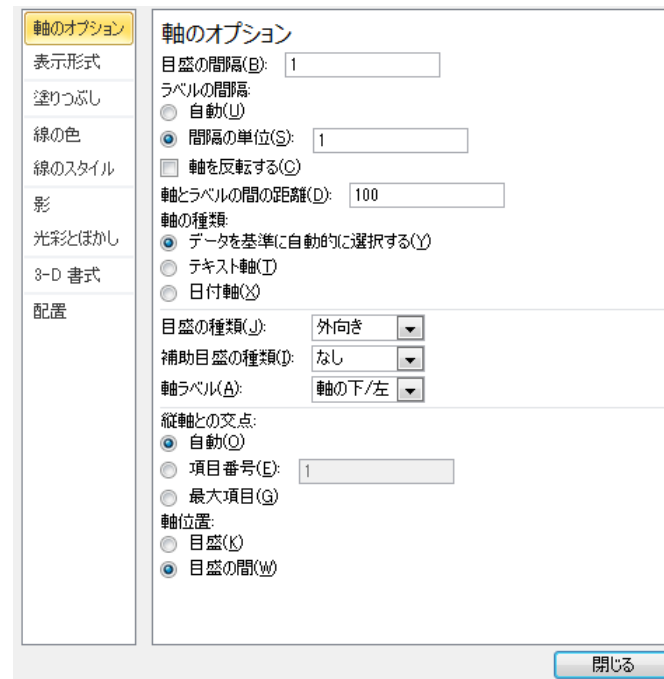 軸のオプション
表示形式
塗りつぶし
線の色
線のスタイル
影
光彩とぼかし
3-D 書式
配置
軸のオプション
目盛の間隔(B): 1
ラベルの間隔:
自動(U)
間隔の単位(S): 1
軸を反転する(C)
軸とラベルの間の距離(D): 100
軸の種類:
データを基準に自動的に選択する(Y)
テキスト軸(T)
日付軸(X)
目盛の種類(J): 外向き
補助目盛の種類(I): なし
軸ラベル(A): 軸の下/左
縦軸との交点:
自動(O)
項目番号(E): 1
最大項目(G)
軸位置:
目盛(K)
目盛の間(W)
閉じる